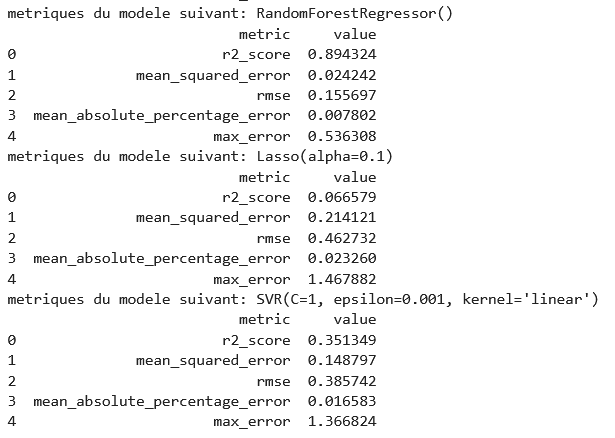 metriques du modele suivant: RandomForestRegressor()
metric value
0 r2_score 0.894324
1 mean_squared_error 0.024242
2 rmse 0.155697
3 mean_absolute_percentage_error 0.007802
4 max_error 0.536308
metriques du modele suivant: Lasso(alpha=0.1)
metric value
0 r2_score 0.066579
1 mean_squared_error 0.214121
2 rmse 0.462732
3 mean_absolute_percentage_error 0.023260
4 max_error 1.467882
metriques du modele suivant: SVR(C=1, epsilon=0.001, kernel='linear')
metric value
0 r2_score 0.351349
1 mean_squared_error 0.148797
2 rmse 0.385742
3 mean_absolute_percentage_error 0.016583
4 max_error 1.366824